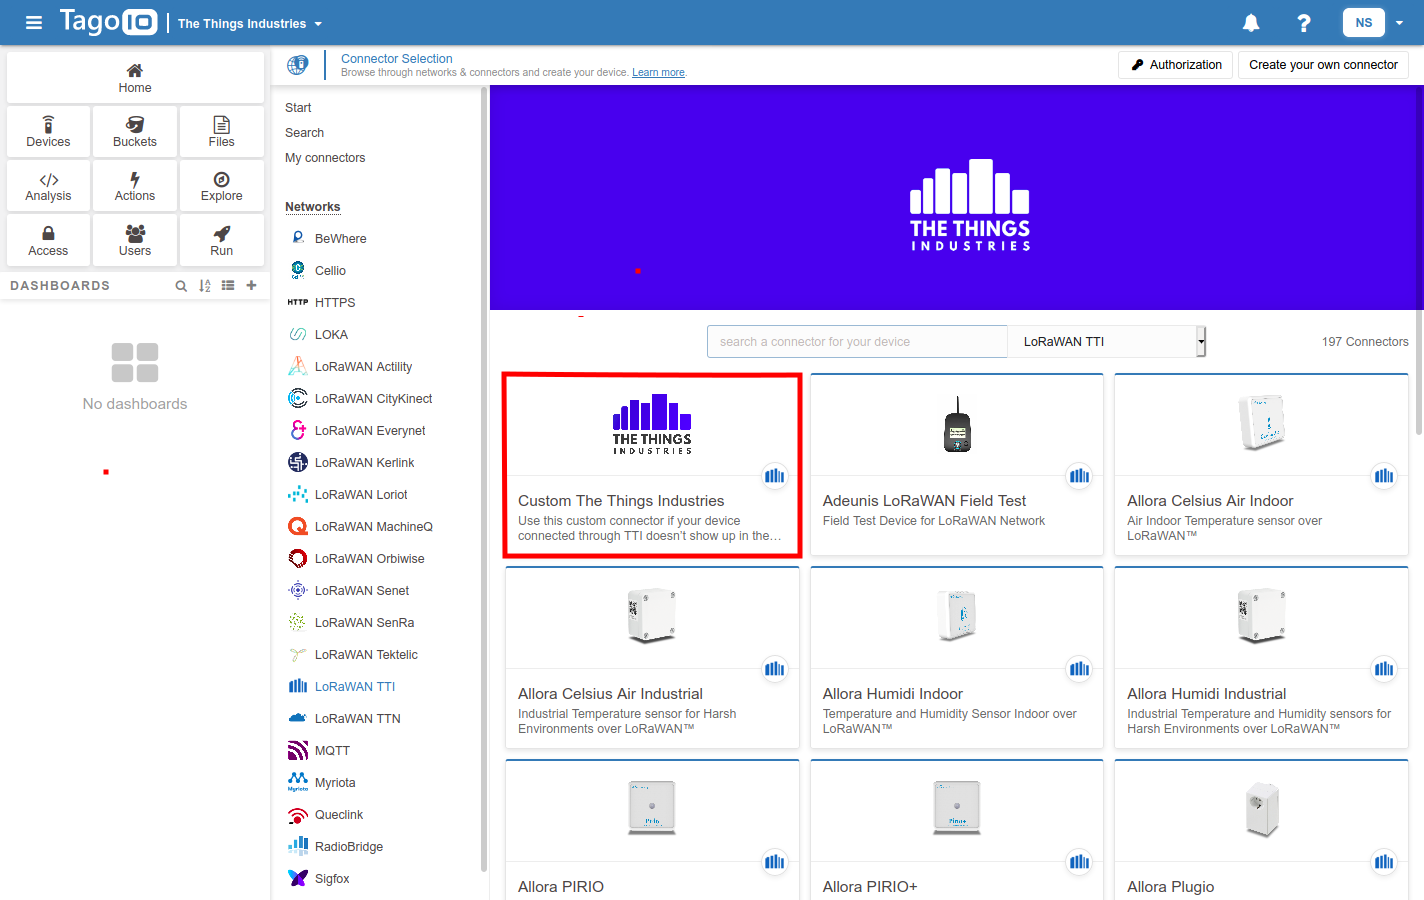 TagoIO
The Things Industries
NS
Home
Devices
Buckets
Files
Analysis
Actions
Explore
Access
Users
Run
DASHBOARDS
No dashboards
Connector Selection
Browse through networks & connectors and create your device. Learn more.
Authorization
Create your own connector
Start
Search
My connectors
Networks
BeWhere
Cellio
HTTP HTTPS
LOKA
LoRaWAN Actility
LoRaWAN CityKinect
LoRaWAN Everynet
LoRaWAN Kerlink
LoRaWAN Loriot
LoRaWAN MachineQ
LoRaWAN Orbiwise
LoRaWAN Senet
LoRaWAN SenRa
LoRaWAN Tektelic
LoRaWAN TTI
LoRaWAN TTN
MQTT
Myriota
Queclink
RadioBridge
Sigfox
THE THINGS
INDUSTRIES
search a connector for your device
LoRaWAN TTI
197 Connectors
THE THINGS
INDUSTRIES
Custom The Things Industries
Use this custom connector if your device
connected through TTI doesn't show up in the…
Adeunis LoRaWAN Field Test
Field Test Device for LoRaWAN Network
Allora Celsius Air Indoor
Air Indoor Temperature sensor over
LoRaWAN™
Allora Celsius Air Industrial
Industrial Temperature sensor for Harsh
Environments over LoRaWAN™
Allora Humidi Indoor
Temperature and Humidity Sensor Indoor over
LoRaWAN™
Allora Humidi Industrial
Industrial Temperature and Humidity sensors for
Harsh Environments over LoRaWAN™
Allora PIRIO
Allora PIRIO+
Allora Plugio